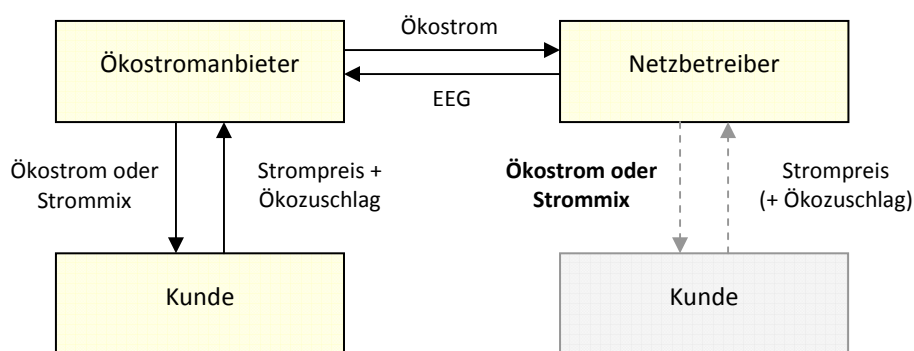 Ökostrom
Ökostromanbieter
Netzbetreiber
EEG
Ökostrom oder
Strommix
Strompreis +
Ökozuschlag
Ökostrom oder
Strommix
Strompreis
(+ Ökozuschlag)
Kunde
Kunde